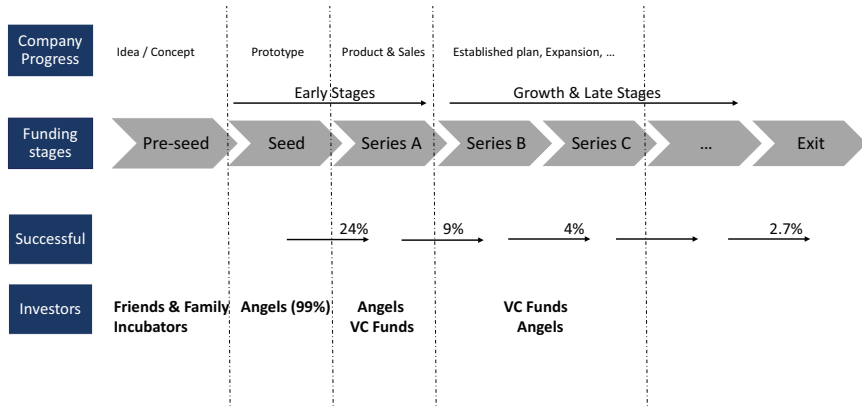 Company
Progress
Idea / Concept
Prototype
Product & Sales
Established plan, Expansion, ...
Early Stages
Growth & Late Stages
Funding
stages
Pre-seed
Seed
Series A
Series B
Series C
...
Exit
Successful
24%
9%
4%
2.7%
Investors
Friends & Family
Incubators
Angels (99%)
Angels
VC Funds
VC Funds
Angels